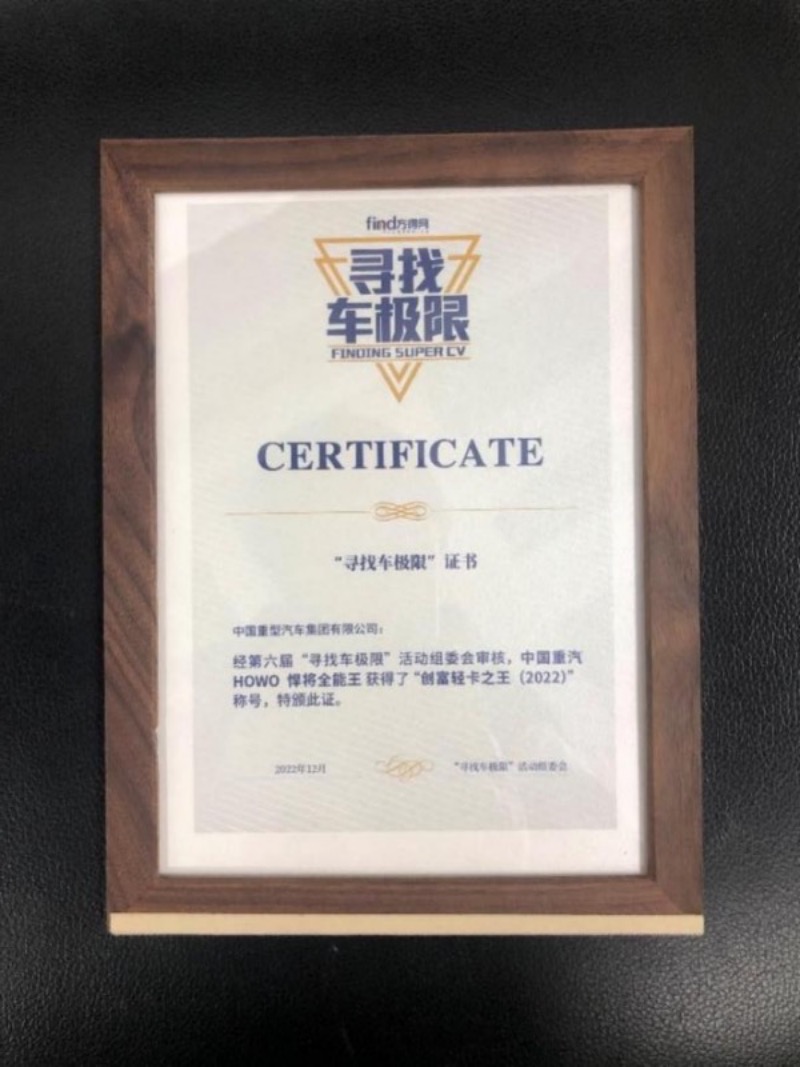 find方得网
寻找
车极限
FINDING SUPER CV
CERTIFICATE
“寻找车极限”证书
中国重型汽车集团有限公司：
经第六届“寻找车极限”活动组委会审核，中国重汽
HOWO 悍将全能王 获得了“创富轻卡之王（2022）”
称号，特颁此证。
2022年12月
“寻找车极限”活动组委会